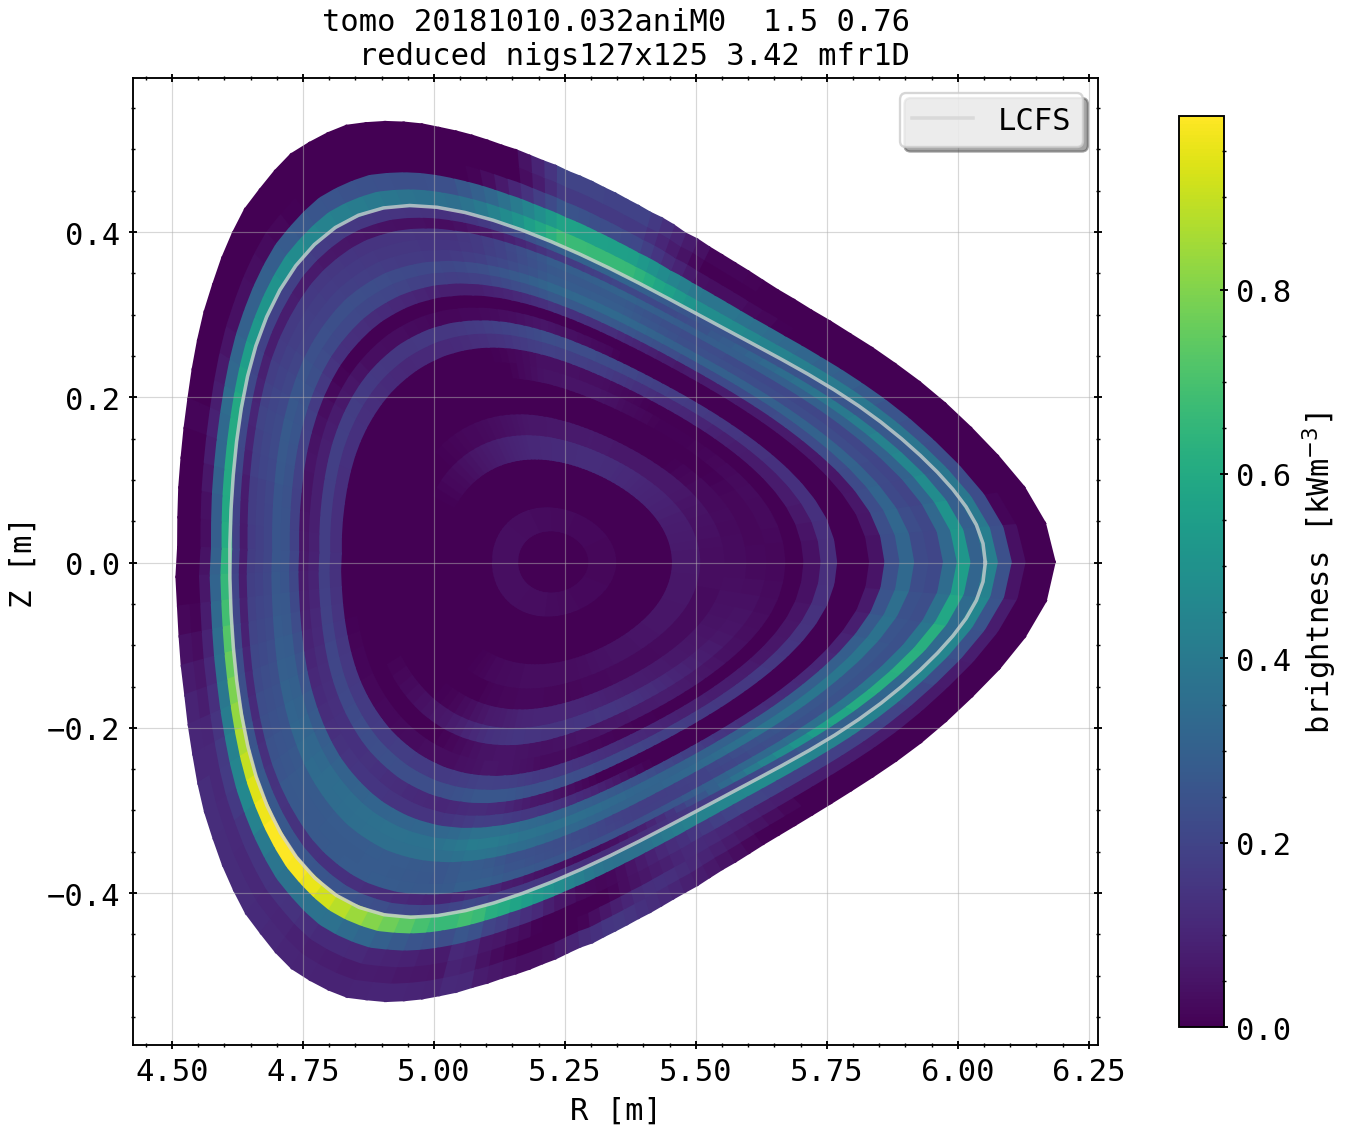 tomo 20181010.032aniM0  1.5 0.76
reduced nigs127x125 3.42 mfr1D
LCFS
0.4
0.2
0.0
−0.2
−0.4
Z [m]
4.50 4.75 5.00 5.25 5.50 5.75 6.00 6.25
R [m]
0.8
0.6
0.4
0.2
0.0
brightness [kWm⁻³]